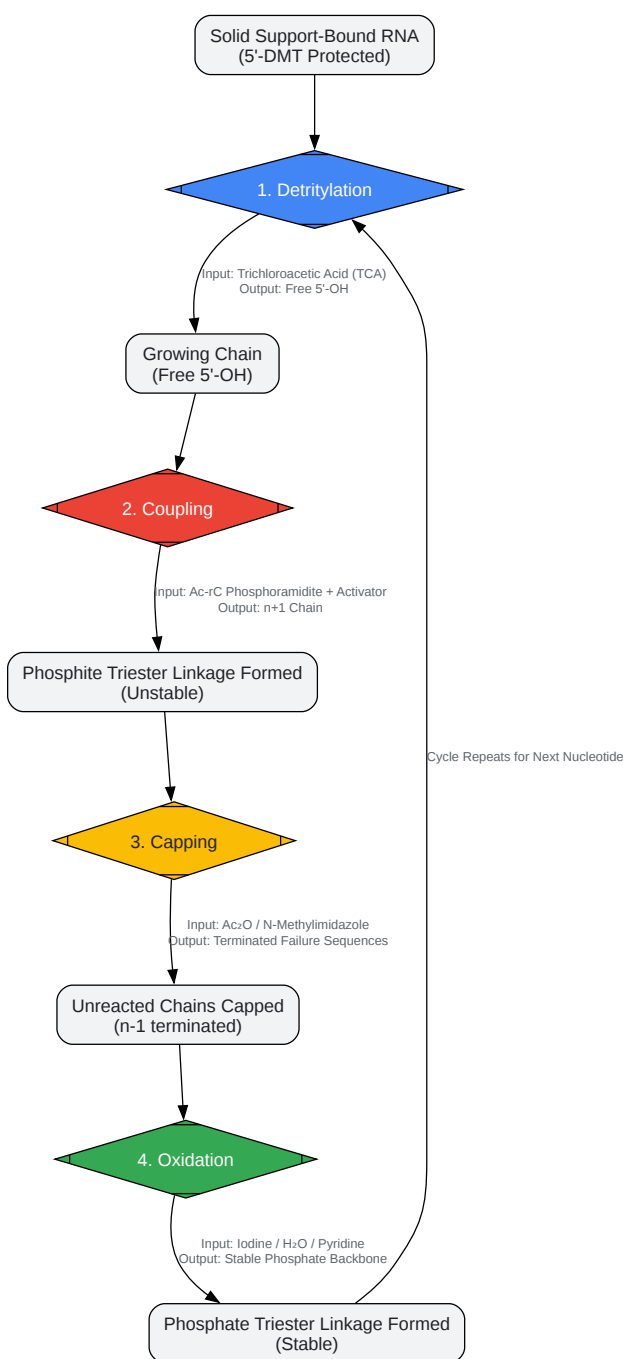 Solid Support-Bound RNA
(5'-DMT Protected)
1. Detritylation
Input: Trichloroacetic Acid (TCA)
Output: Free 5'-OH
Growing Chain
(Free 5'-OH)
2. Coupling
Input: Ac-rC Phosphoramidite + Activator
Output: n+1 Chain
Phosphite Triester Linkage Formed
(Unstable)
Cycle Repeats for Next Nucleotide
3. Capping
Input: Ac₂O / N-Methylimidazole
Output: Terminated Failure Sequences
Unreacted Chains Capped
(n-1 terminated)
4. Oxidation
Input: Iodine / H₂O / Pyridine
Output: Stable Phosphate Backbone
Phosphate Triester Linkage Formed
(Stable)